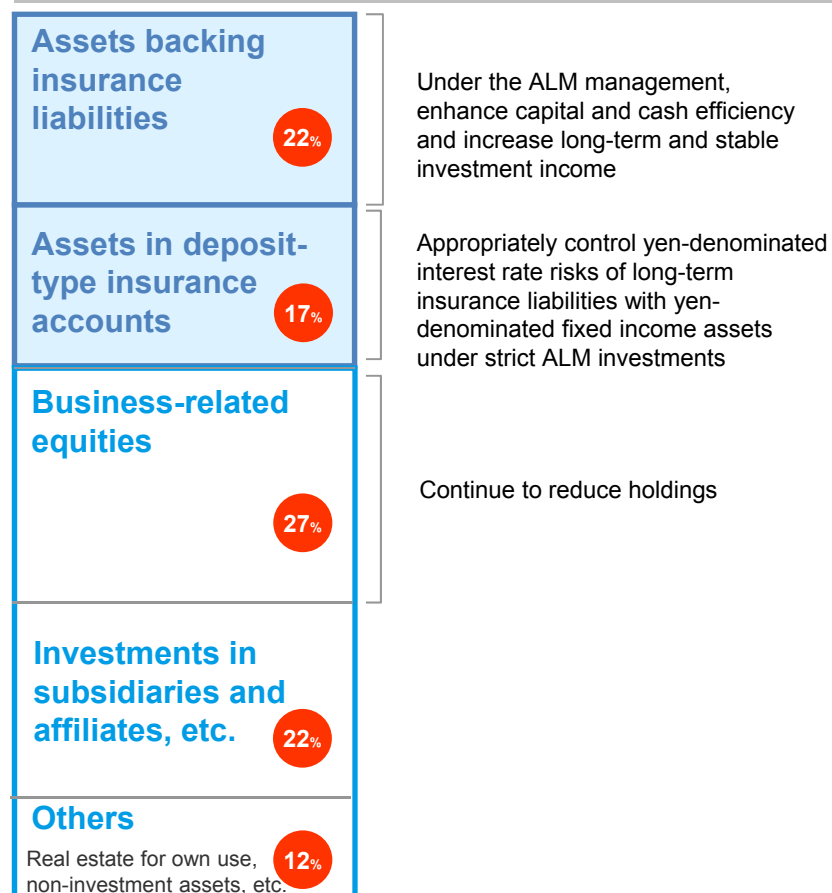 Assets backing
insurance
liabilities
22%
Under the ALM management,
enhance capital and cash efficiency
and increase long-term and stable
investment income
Assets in deposit-
type insurance
accounts
17%
Appropriately control yen-denominated
interest rate risks of long-term
insurance liabilities with yen-
denominated fixed income assets
under strict ALM investments
Business-related
equities
27%
Continue to reduce holdings
Investments in
subsidiaries and
affiliates, etc.
22%
Others
Real estate for own use,
non-investment assets, etc.
12%